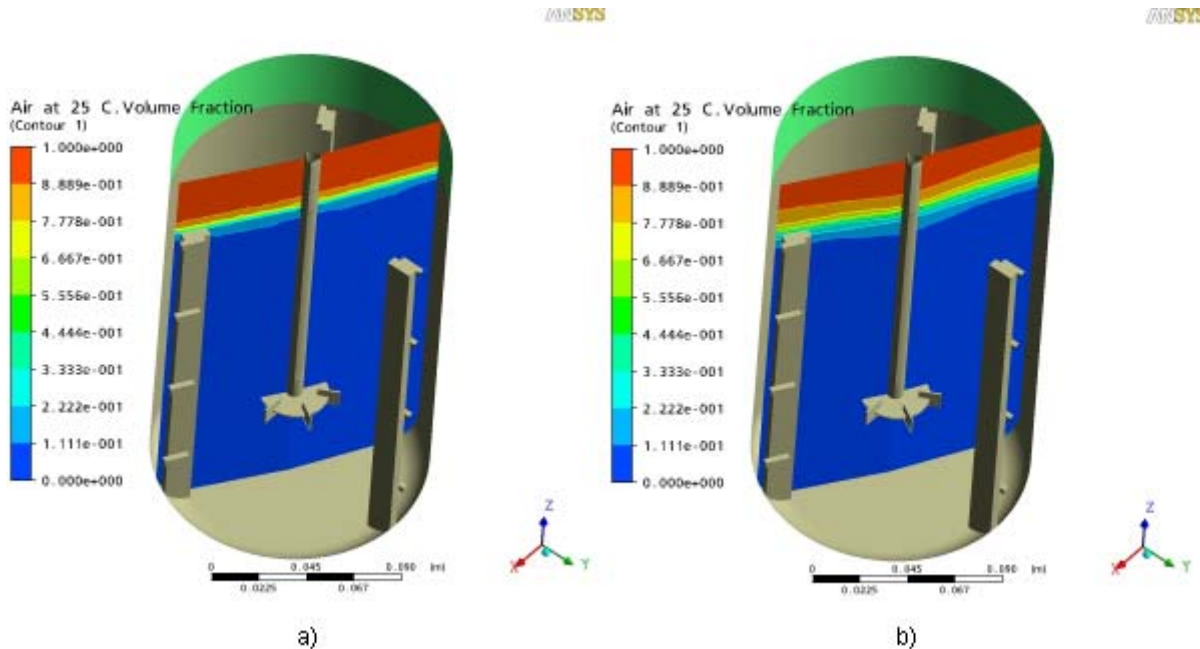 ANSYS
Air at 25 C.Volume Fraction
(Contour 1)
1.000e+000
8.889e-001
7.778e-001
6.667e-001
5.556e-001
4.444e-001
3.333e-001
2.222e-001
1.111e-001
0.000e+000
Z
X
Y
0 0.045 0.090 (m)
0.0225 0.067
a)
ANSYS
Air at 25 C.Volume Fraction
(Contour 1)
1.000e+000
8.889e-001
7.778e-001
6.667e-001
5.556e-001
4.444e-001
3.333e-001
2.222e-001
1.111e-001
0.000e+000
Z
X
Y
0 0.045 0.090 (m)
0.0225 0.067
b)